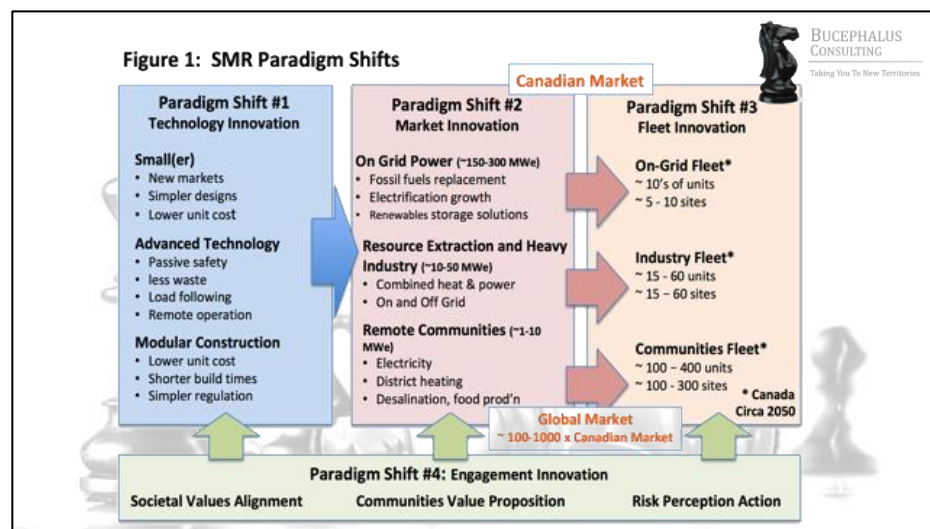 BUCEPHALUS
CONSULTING
Taking You To New Territories
Figure 1: SMR Paradigm Shifts
Canadian Market
Paradigm Shift #1
Technology Innovation
Small(er)
• New markets
• Simpler designs
• Lower unit cost
Advanced Technology
• Passive safety
• less waste
• Load following
• Remote operation
Modular Construction
• Lower unit cost
• Shorter build times
• Simpler regulation
Paradigm Shift #2
Market Innovation
On Grid Power (~150-300 MWe)
• Fossil fuels replacement
• Electrification growth
• Renewables storage solutions
Resource Extraction and Heavy
Industry (~10-50 MWe)
• Combined heat & power
• On and Off Grid
Remote Communities (~1-10
MWe)
• Electricity
• District heating
• Desalination, food prod'n
Paradigm Shift #3
Fleet Innovation
On-Grid Fleet*
~ 10's of units
~ 5 - 10 sites
Industry Fleet*
~ 15 - 60 units
~ 15 – 60 sites
Communities Fleet*
~ 100 – 400 units
~ 100 - 300 sites
* Canada
Circa 2050
Global Market
~ 100-1000 x Canadian Market
Paradigm Shift #4: Engagement Innovation
Societal Values Alignment Communities Value Proposition Risk Perception Action